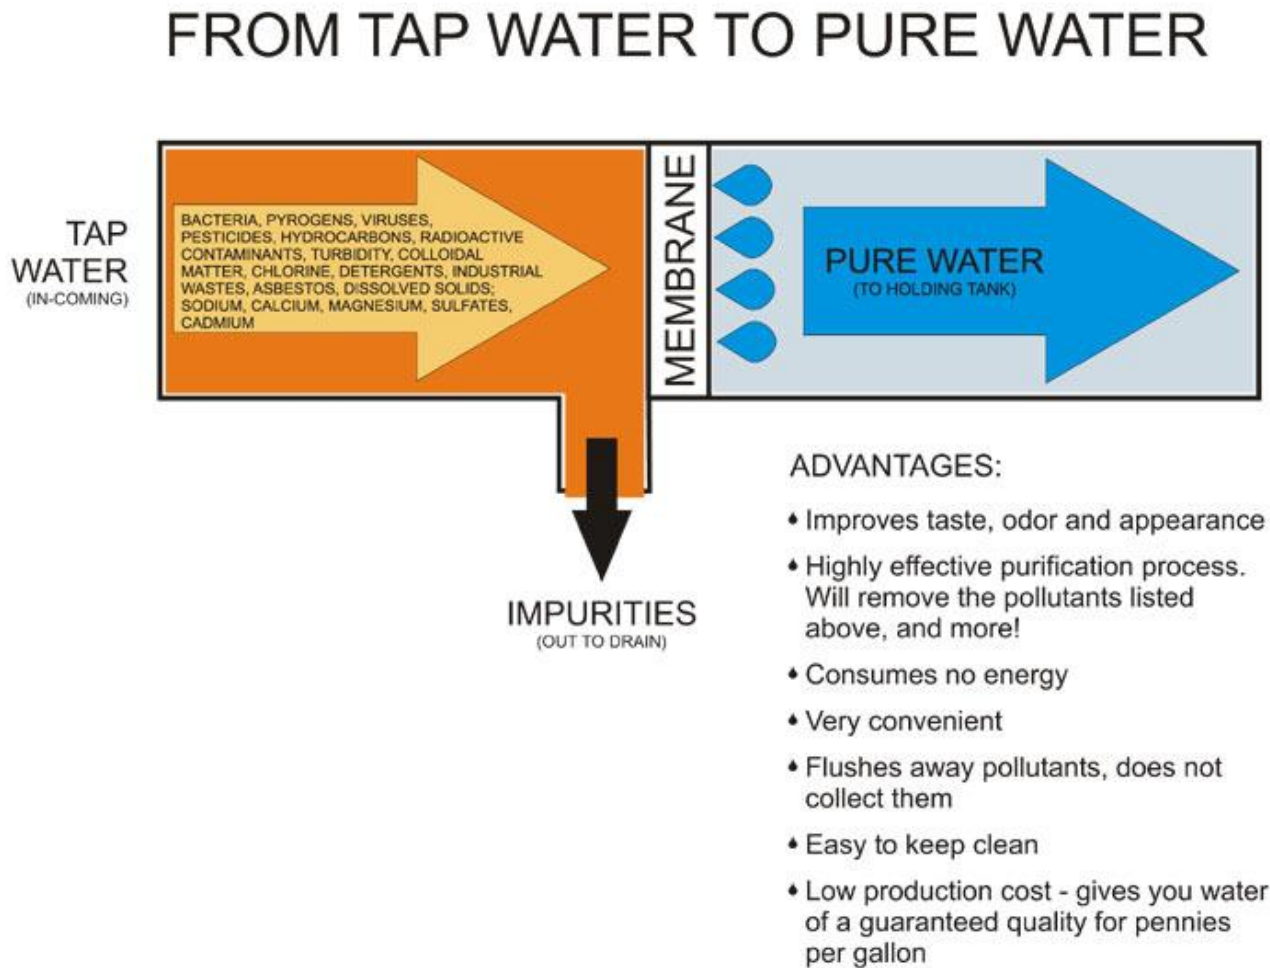 FROM TAP WATER TO PURE WATER
TAP
WATER
(IN-COMING)
BACTERIA, PYROGENS, VIRUSES,
PESTICIDES, HYDROCARBONS, RADIOACTIVE
CONTAMINANTS, TURBIDITY, COLLOIDAL
MATTER, CHLORINE, DETERGENTS, INDUSTRIAL
WASTES, ASBESTOS, DISSOLVED SOLIDS;
SODIUM, CALCIUM, MAGNESIUM, SULFATES,
CADMIUM
MEMBRANE
PURE WATER
(TO HOLDING TANK)
IMPURITIES
(OUT TO DRAIN)
ADVANTAGES:
Improves taste, odor and appearance
Highly effective purification process.
Will remove the pollutants listed
above, and more!
Consumes no energy
Very convenient
Flushes away pollutants, does not
collect them
Easy to keep clean
Low production cost - gives you water
of a guaranteed quality for pennies
per gallon